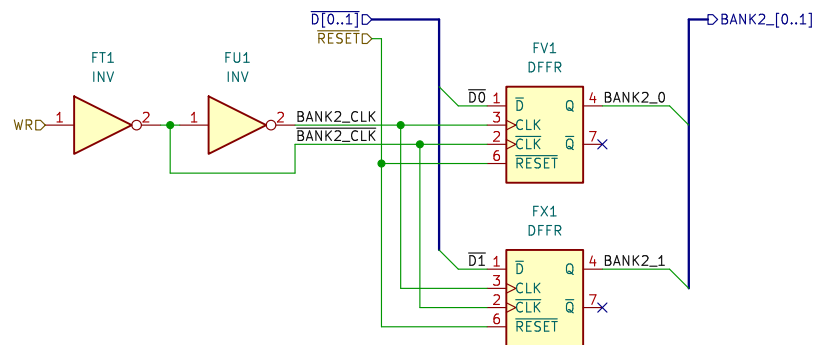 D[0..1]
RESET
BANK2_[0..1]
FT1
INV
FU1
INV
FV1
DFFR
WR
1
2
1
2
BANK2_CLK
BANK2_CLK
D0
1
D
Q
4
BANK2_0
3
CLK
2
CLK
Q
7
6
RESET
FX1
DFFR
D1
1
D
Q
4
BANK2_1
3
CLK
2
CLK
Q
7
6
RESET